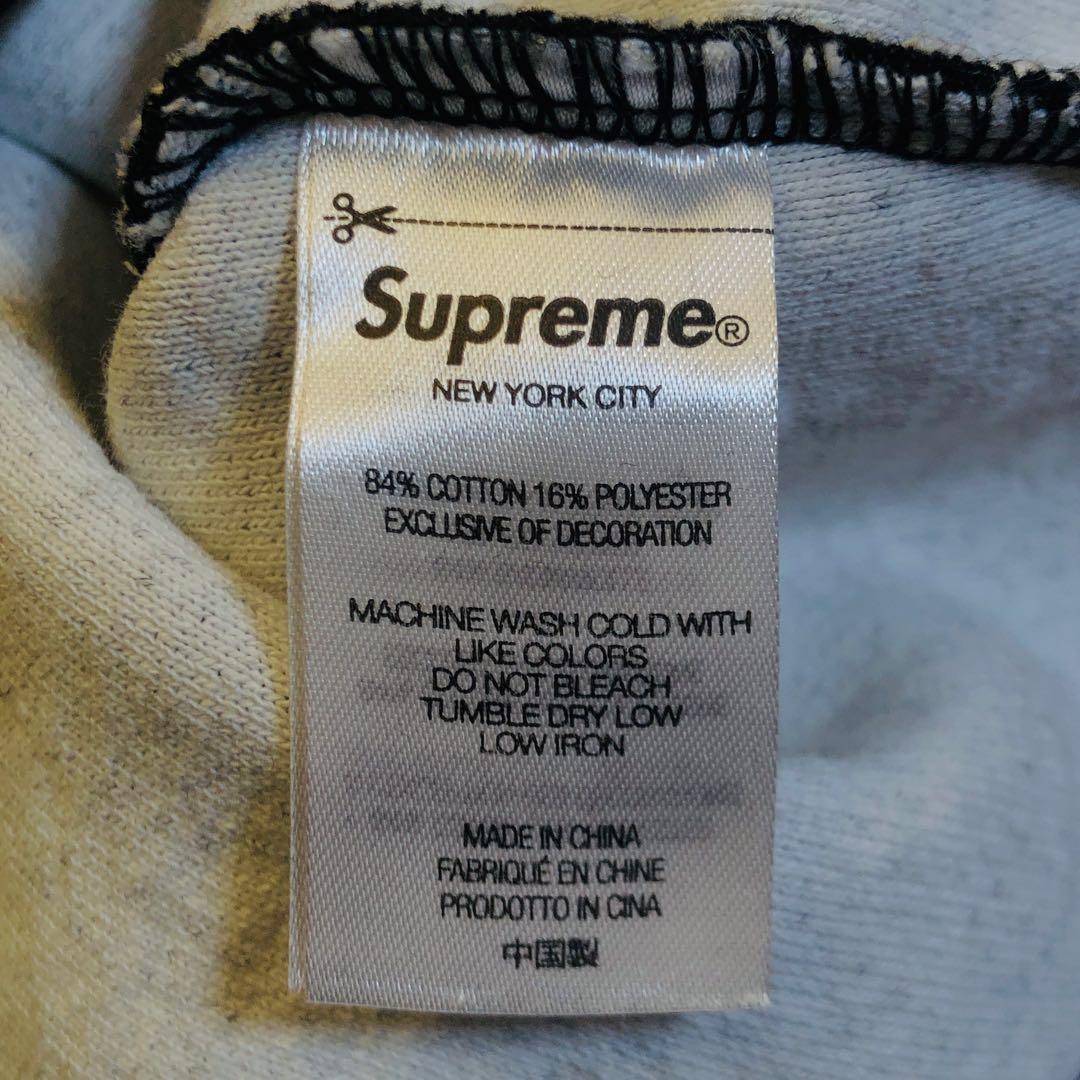 Supreme®
NEW YORK CITY
84% COTTON 16% POLYESTER
EXCLUSIVE OF DECORATION
MACHINE WASH COLD WITH
LIKE COLORS
DO NOT BLEACH
TUMBLE DRY LOW
LOW IRON
MADE IN CHINA
FABRIQUÉ EN CHINE
PRODOTTO IN CINA
中国製